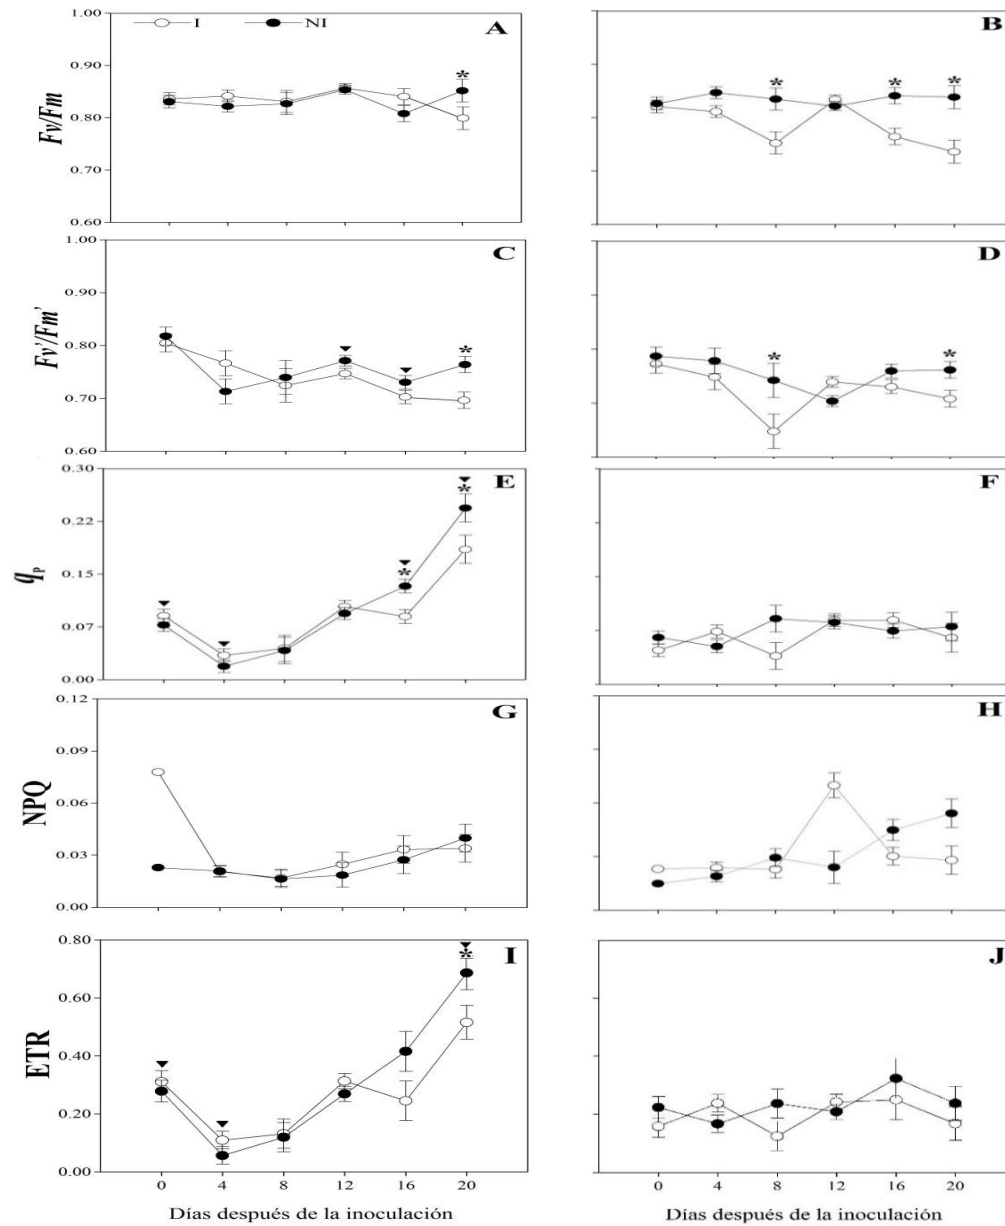 I NI
A
B
1.00
0.90
0.80
0.70
0.60
Fv/Fm
*
* * *
C
D
1.00
0.90
0.80
0.70
0.60
Fv'/Fm'
*
* *
E
F
0.30
0.22
0.15
0.07
0.00
qP
* *
G
H
0.12
0.09
0.06
0.03
0.00
NPQ
I
J
0.80
0.60
0.40
0.20
0.00
ETR
*
0 4 8 12 16 20
0 4 8 12 16 20
Días después de la inoculación
Días después de la inoculación